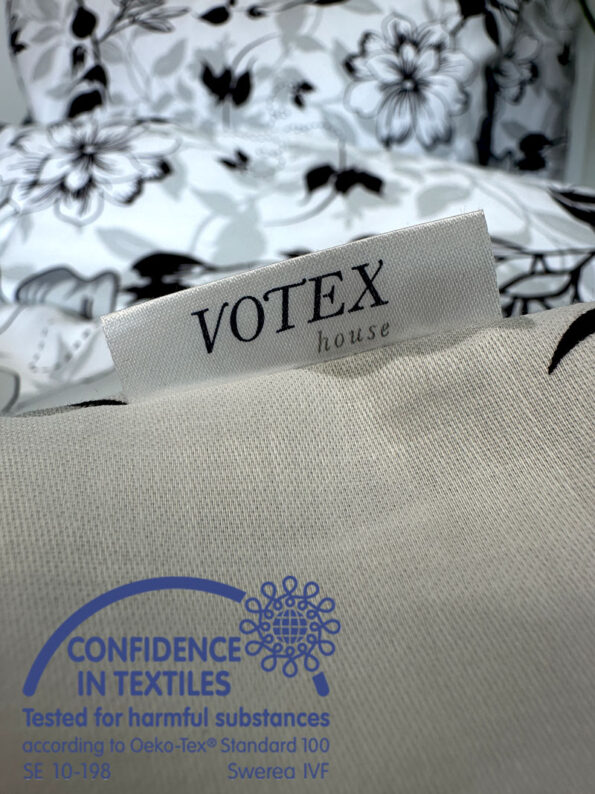 VOTEX
house
CONFIDENCE
IN TEXTILES
Tested for harmful substances
according to Oeko-Tex® Standard 100
SE 10-198 Swerea IVF